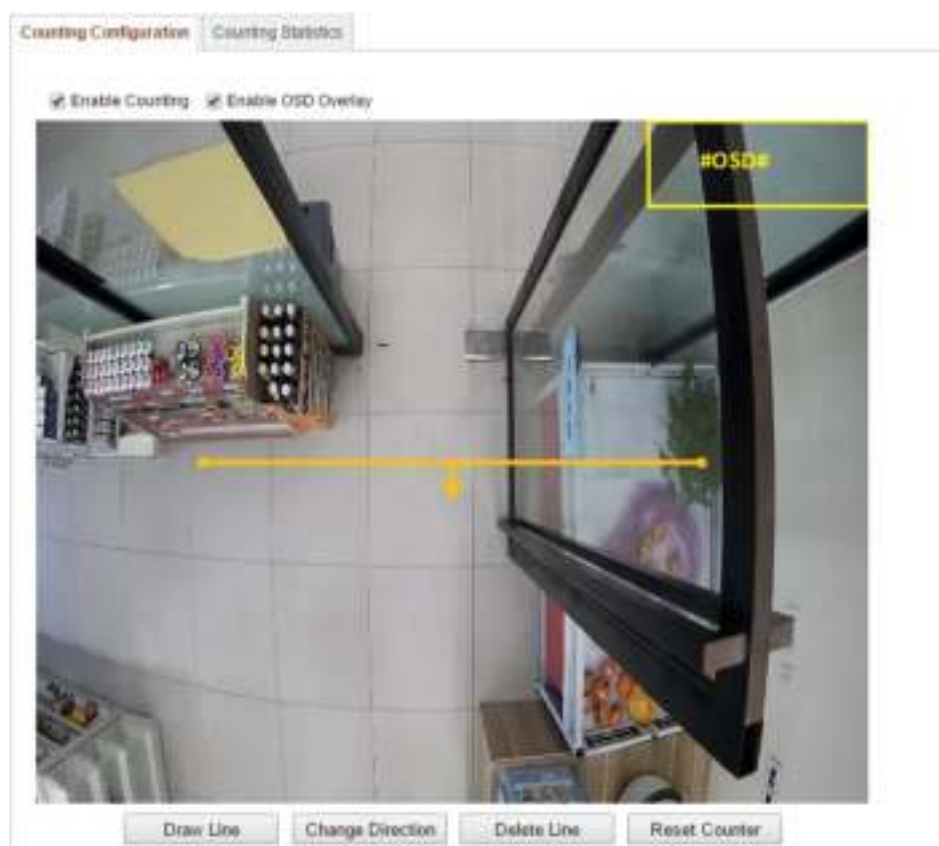 Counting Configuration
Counting Statistics
Enable Counting
Enable OSD Overlay
#OSD#
Draw Line
Change Direction
Delete Line
Reset Counter